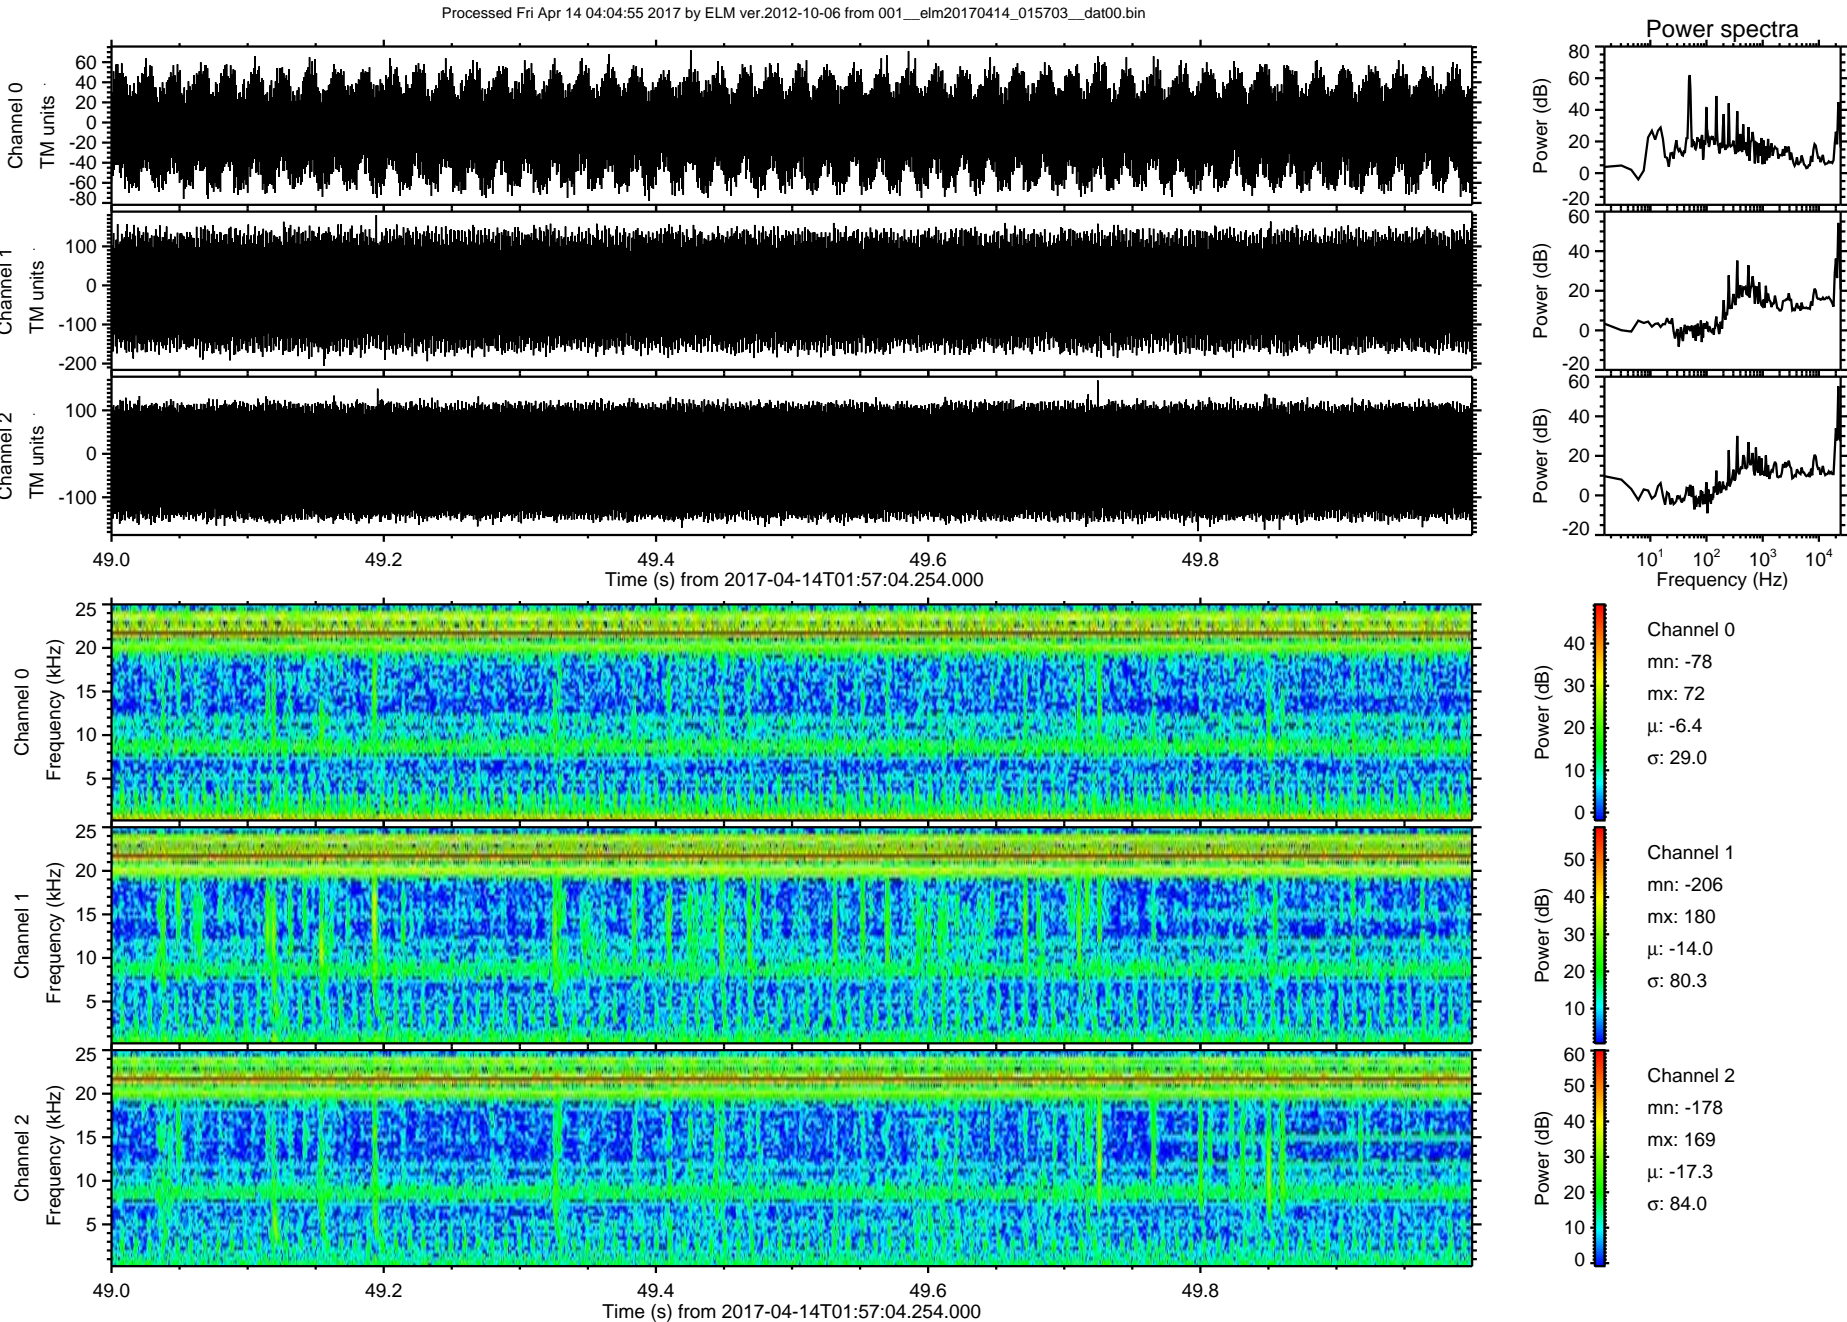 Processed Fri Apr 14 04:04:55 2017 by ELM ver.2012-10-06 from 001__elm20170414_015703__dat00.bin
Power spectra
Channel 0
TM units
60
40
20
0
-20
-40
-60
-80
Power (dB)
80
60
40
20
0
-20
Channel 1
TM units
100
0
-100
-200
Power (dB)
60
40
20
0
-20
Channel 2
TM units
100
0
-100
Power (dB)
60
40
20
0
-20
49.0 49.2 49.4 49.6 49.8
Time (s) from 2017-04-14T01:57:04.254.000
10¹ 10² 10³ 10⁴
Frequency (Hz)
Channel 0
Frequency (kHz)
25
20
15
10
5
Power (dB)
40
30
20
10
0
Channel 0
mn: -78
mx: 72
µ: -6.4
σ: 29.0
Channel 1
Frequency (kHz)
25
20
15
10
5
Power (dB)
50
40
30
20
10
Channel 1
mn: -206
mx: 180
µ: -14.0
σ: 80.3
Channel 2
Frequency (kHz)
25
20
15
10
5
Power (dB)
60
50
40
30
20
10
0
Channel 2
mn: -178
mx: 169
µ: -17.3
σ: 84.0
49.0 49.2 49.4 49.6 49.8
Time (s) from 2017-04-14T01:57:04.254.000